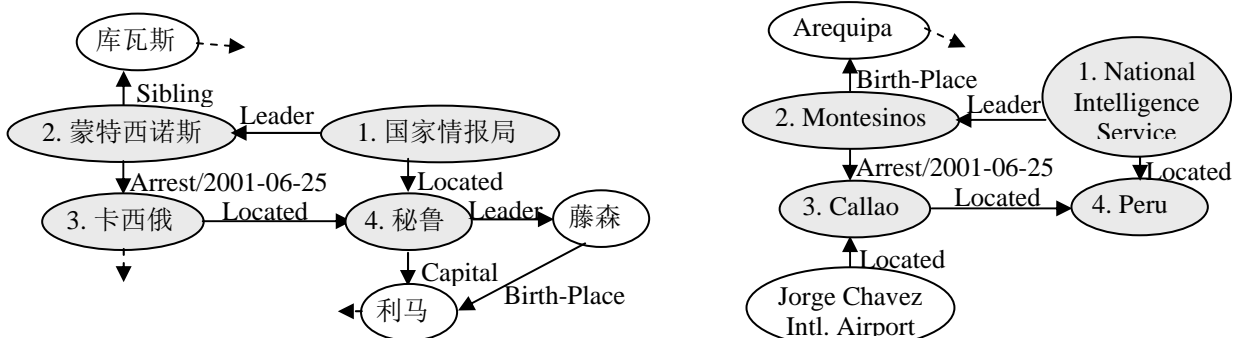 库瓦斯
Sibling
Leader
2. 蒙特西诺斯
1. 国家情报局
Arrest/2001-06-25
Located
3. 卡西俄
Located
4. 秘鲁
Leader
藤森
Capital
利马
Birth-Place
Arequipa
Birth-Place
1. National
Intelligence
Service
2. Montesinos
Leader
Arrest/2001-06-25
Located
3. Callao
Located
4. Peru
Located
Jorge Chavez
Intl. Airport